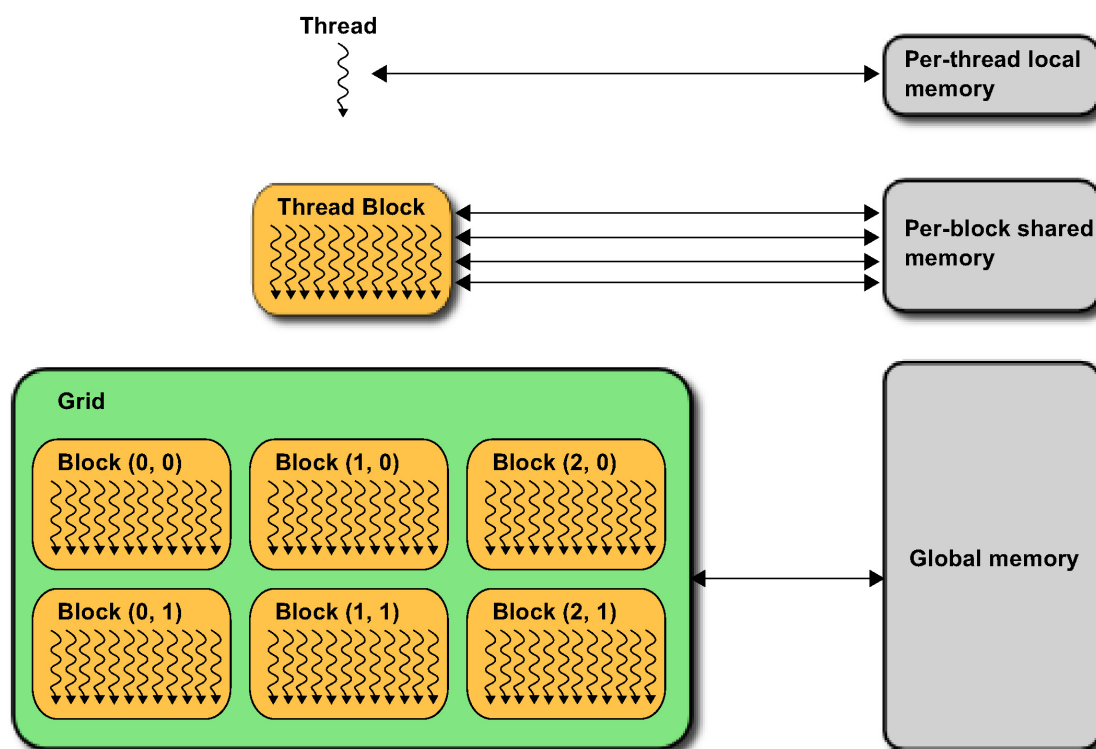 Thread
Per-thread local
memory
Thread Block
Per-block shared
memory
Grid
Block (0, 0)
Block (1, 0)
Block (2, 0)
Global memory
Block (0, 1)
Block (1, 1)
Block (2, 1)